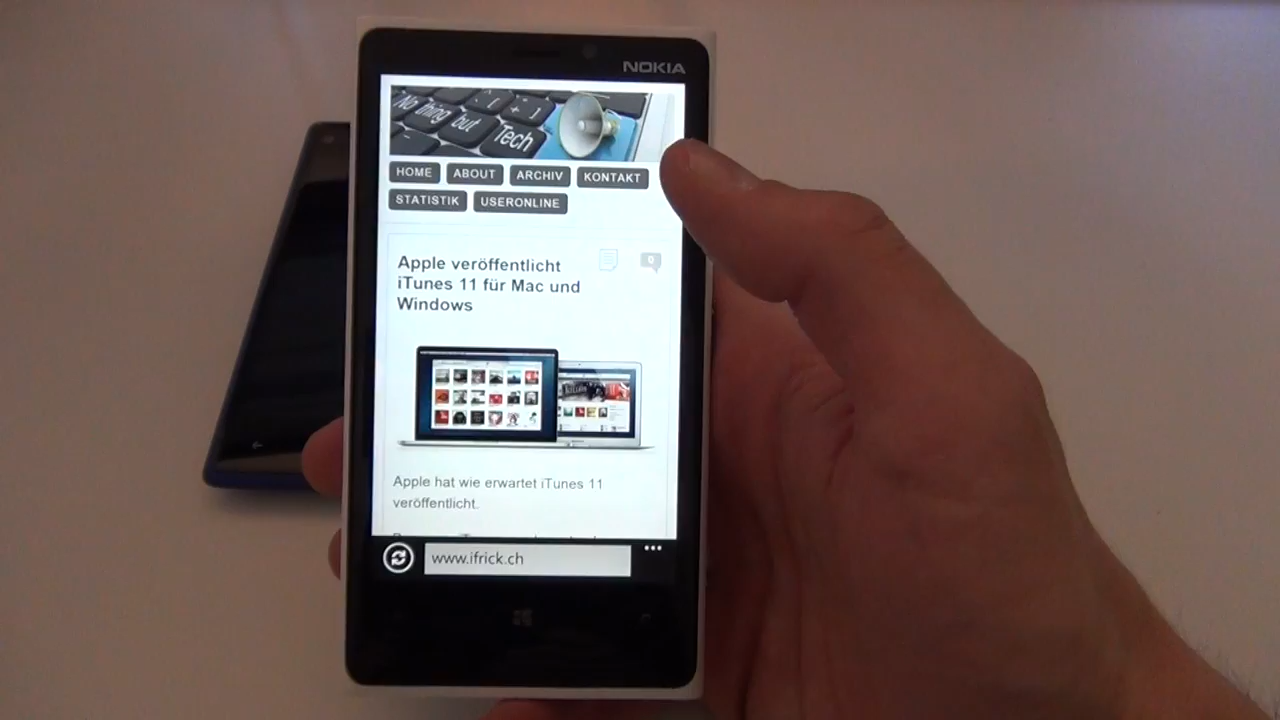 NOKIA
No thing but Tech
HOME ABOUT ARCHIV KONTAKT
STATISTIK USERONLINE
Apple veröffentlicht
iTunes 11 für Mac und
Windows
0
Apple hat wie erwartet iTunes 11
veröffentlicht.
www.ifrick.ch